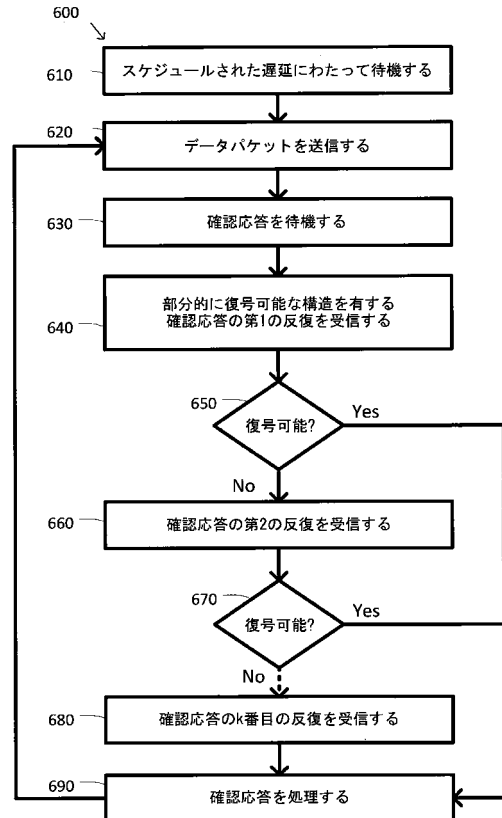 600
610
スケジュールされた遅延にわたって待機する
620
データパケットを送信する
630
確認応答を待機する
640
部分的に復号可能な構造を有する
確認応答の第1の反復を受信する
650
復号可能?
Yes
No
660
確認応答の第2の反復を受信する
670
復号可能?
Yes
No
680
確認応答のk番目の反復を受信する
690
確認応答を処理する